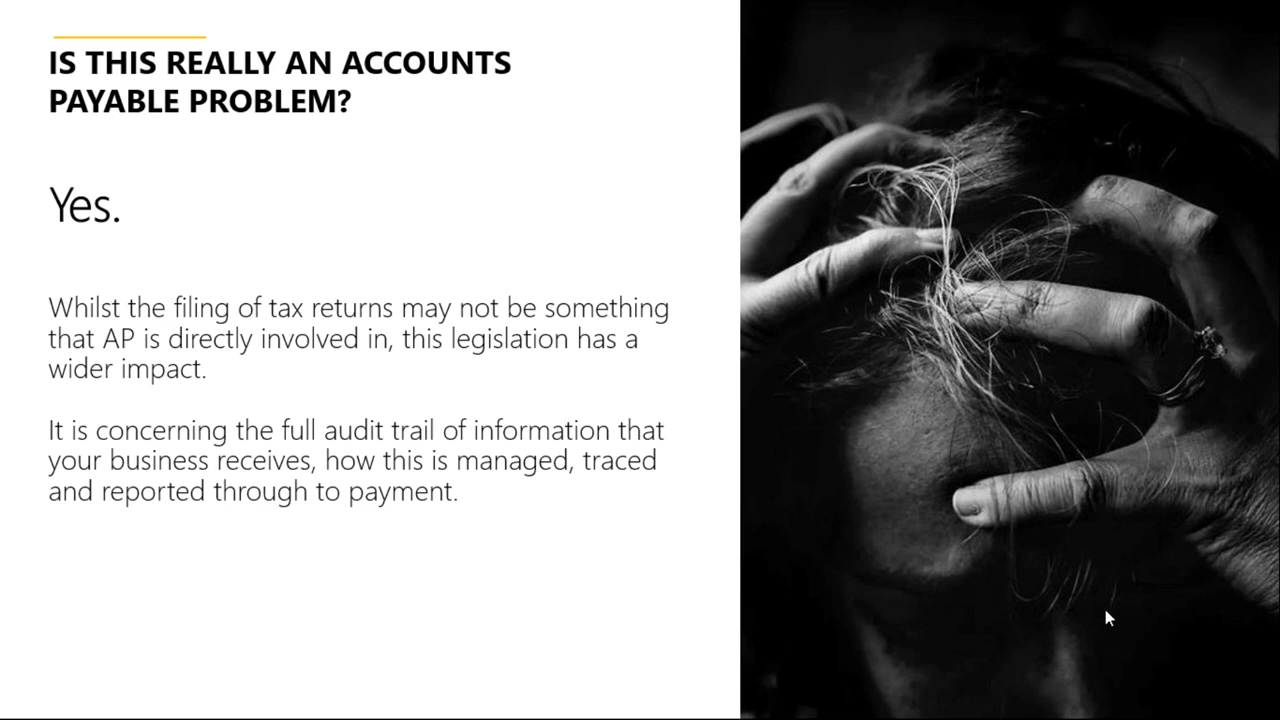 IS THIS REALLY AN ACCOUNTS
PAYABLE PROBLEM?
Yes.
Whilst the filing of tax returns may not be something
that AP is directly involved in, this legislation has a
wider impact.
It is concerning the full audit trail of information that
your business receives, how this is managed, traced
and reported through to payment.